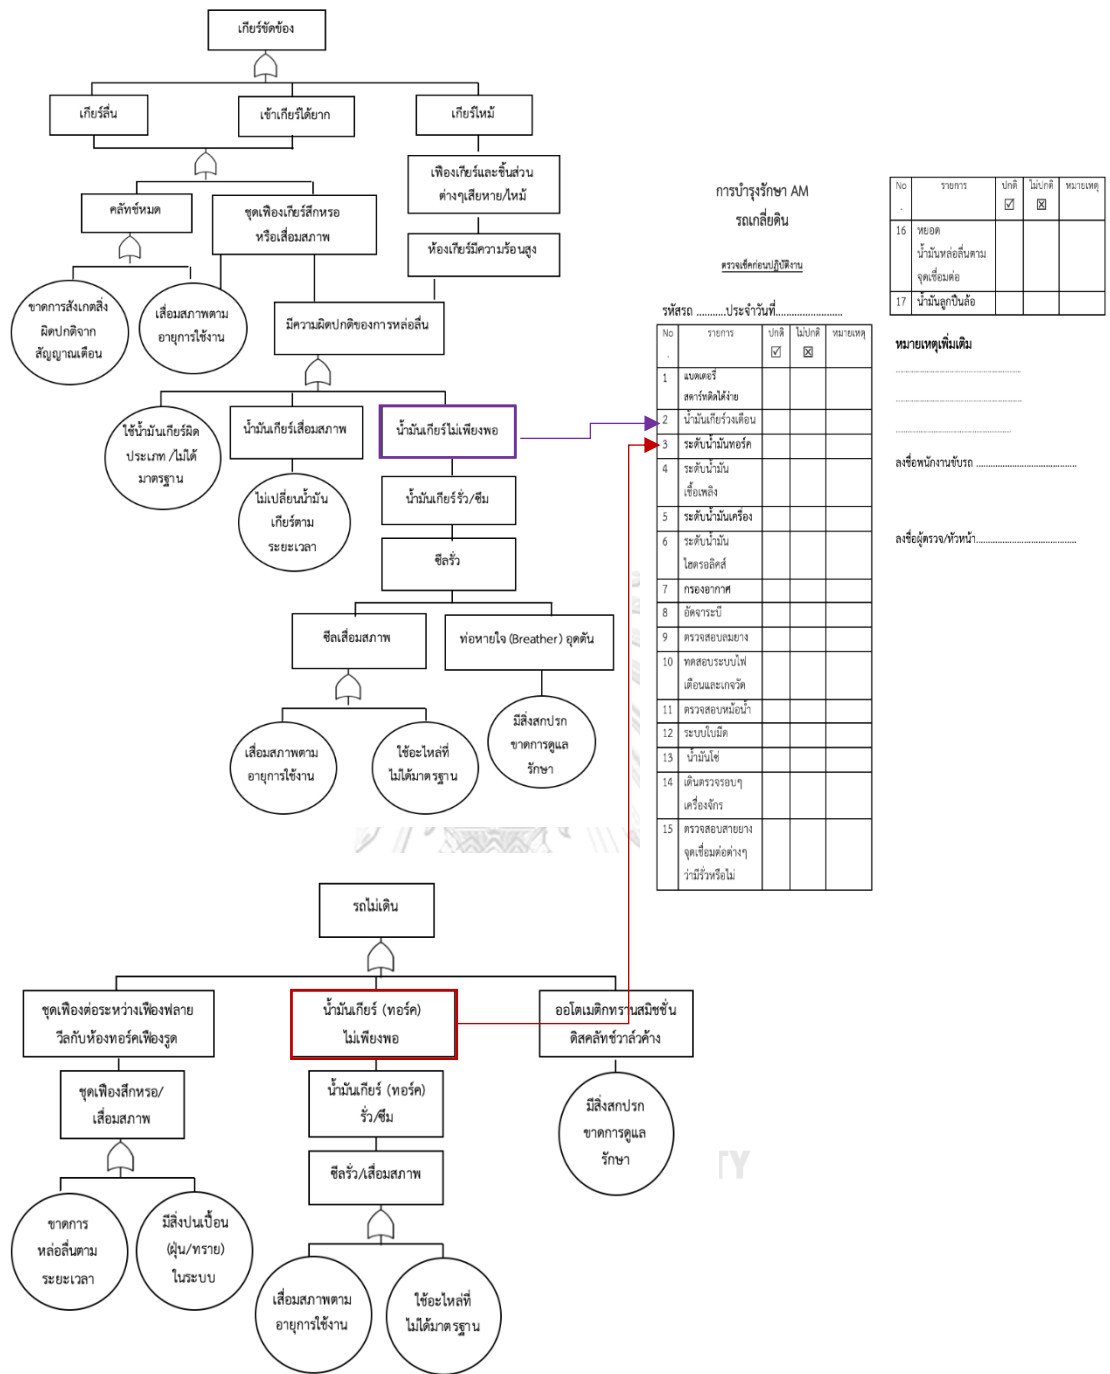 เกียร์ขัดข้อง
เกียร์ลื่น
เข้าเกียร์ได้ยาก
เกียร์ไหม้
คลัทช์หมด
ชุดเฟืองเกียร์สึกหรอ
หรือเสื่อมสภาพ
เฟืองเกียร์และชิ้นส่วน
ต่างๆเสียหาย/ไหม้
ห้องเกียร์มีความร้อนสูง
ขาดการสังเกตสิ่ง
ผิดปกติจาก
สัญญาณเตือน
เสื่อมสภาพตาม
อายุการใช้งาน
มีความผิดปกติของการหล่อลื่น
ใช้น้ำมันเกียร์ผิด
ประเภท /ไม่ได้
มาตรฐาน
น้ำมันเกียร์เสื่อมสภาพ
น้ำมันเกียร์ไม่เพียงพอ
ไม่เปลี่ยนน้ำมัน
เกียร์ตาม
ระยะเวลา
น้ำมันเกียร์รั่ว/ซึม
ซีลรั่ว
ซีลเสื่อมสภาพ
ท่อหายใจ (Breather) อุดตัน
เสื่อมสภาพตาม
อายุการใช้งาน
ใช้อะไหล่ที่
ไม่ได้มาตรฐาน
มีสิ่งสกปรก
ขาดการดูแล
รักษา
การบำรุงรักษา AM
รถเกลี่ยดิน
ตรวจเช็คก่อนปฏิบัติงาน
รหัสรถ ..........ประจำวันที่......................
No
.
รายการ
ปกติ
☑
ไม่ปกติ
☒
หมายเหตุ
1 แบตเตอรี่
สตาร์ทติดได้ง่าย
2 น้ำมันเกียร์วงเดือน
3 ระดับน้ำมันทอร์ค
4 ระดับน้ำมัน
เชื้อเพลิง
5 ระดับน้ำมันเครื่อง
6 ระดับน้ำมัน
ไฮดรอลิคส์
7 กรองอากาศ
8 อัดจาระบี
9 ตรวจสอบลมยาง
10 ทดสอบระบบไฟ
เตือนและเกจวัด
11 ตรวจสอบหม้อน้ำ
12 ระบบใบมีด
13 น้ำมันโซ่
14 เดินตรวจรอบๆ
เครื่องจักร
15 ตรวจสอบสายยาง
จุดเชื่อมต่อต่างๆ
ว่ามีรั่วหรือไม่
No
.
รายการ
ปกติ
☑
ไม่ปกติ
☒
หมายเหตุ
16 หยอด
น้ำมันหล่อลื่นตาม
จุดเชื่อมต่อ
17 น้ำมันลูกปืนล้อ
หมายเหตุเพิ่มเติม
ลงชื่อพนักงานขับรถ ....................................
ลงชื่อผู้ตรวจ/หัวหน้า....................................
รถไม่เดิน
ชุดเฟืองต่อระหว่างเฟืองฟลาย
วีลกับห้องทอร์คเฟืองรูด
น้ำมันเกียร์ (ทอร์ค)
ไม่เพียงพอ
ออโตเมติกทรานสมิชชั่น
ดิสคลัทช์วาล์วค้าง
ชุดเฟืองสึกหรอ/
เสื่อมสภาพ
น้ำมันเกียร์ (ทอร์ค)
รั่ว/ซึม
มีสิ่งสกปรก
ขาดการดูแล
รักษา
ซีลรั่ว/เสื่อมสภาพ
ขาดการ
หล่อลื่นตาม
ระยะเวลา
มีสิ่งปนเปื้อน
(ฝุ่น/ทราย)
ในระบบ
เสื่อมสภาพตาม
อายุการใช้งาน
ใช้อะไหล่ที่
ไม่ได้มาตรฐาน